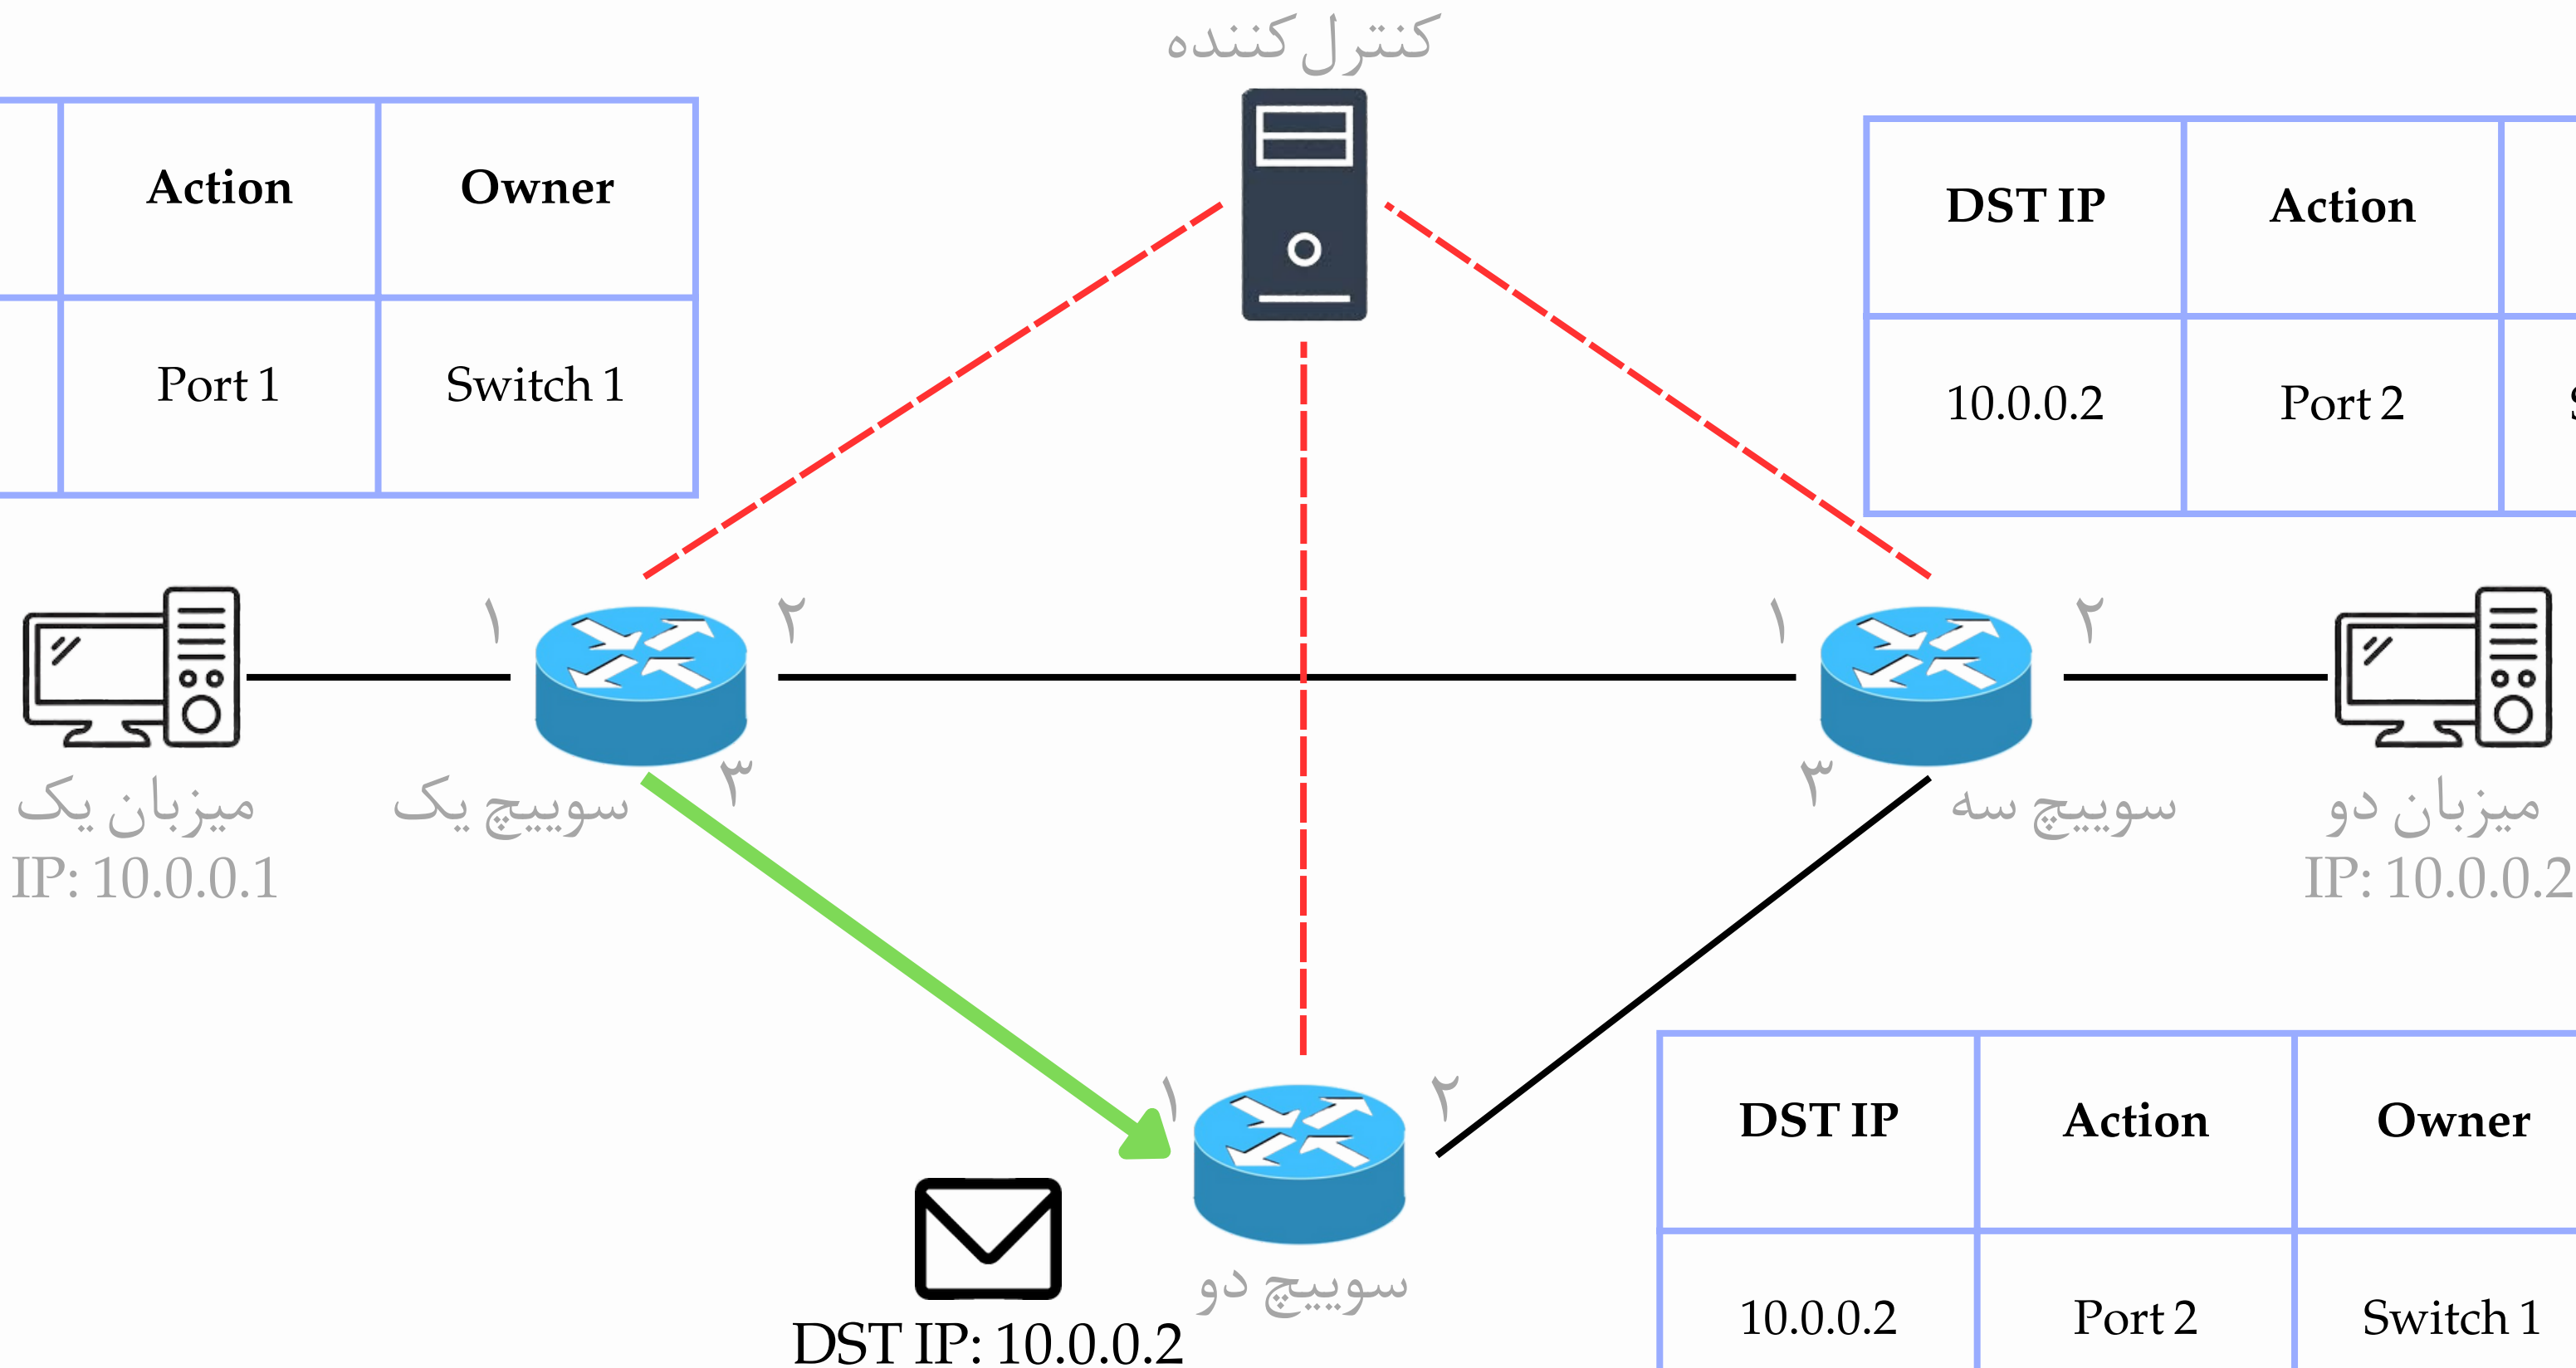 کنترل‌کننده
Action
Owner
Port 1
Switch 1
DST IP
Action
10.0.0.2
Port 2
S
۱
۲
۳
۱
۲
۳
میزبان یک
IP: 10.0.0.1
سوییچ یک
سوییچ سه
میزبان دو
IP: 10.0.0.2
۱
۲
سوییچ دو
DST IP: 10.0.0.2
DST IP
Action
Owner
10.0.0.2
Port 2
Switch 1